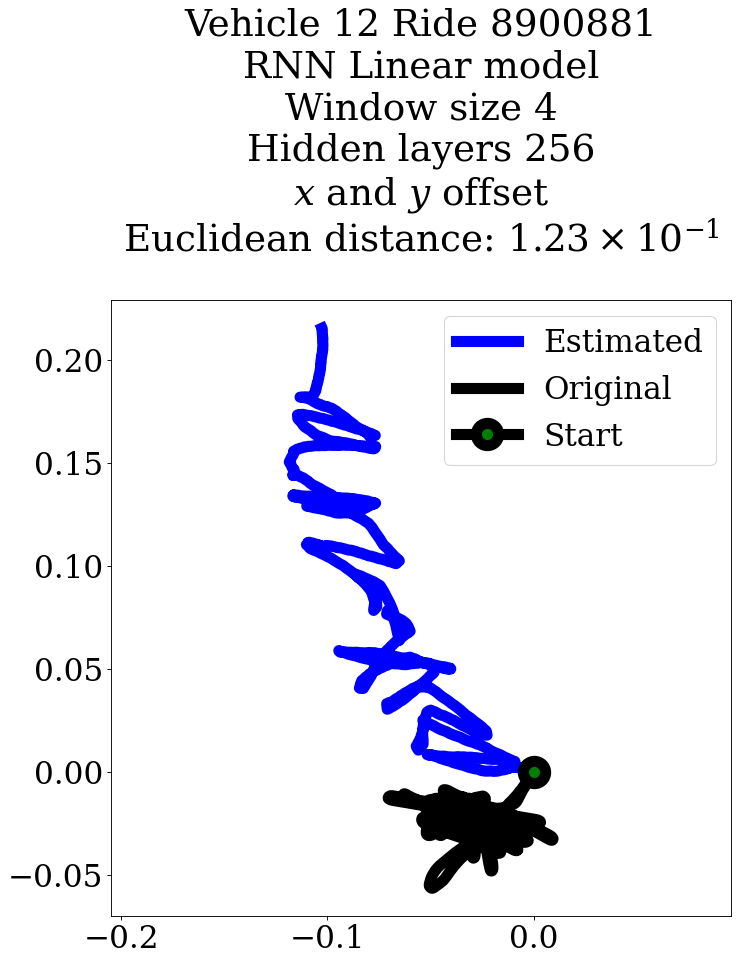 Vehicle 12 Ride 8900881
RNN Linear model
Window size 4
Hidden layers 256
x and y offset
Euclidean distance: 1.23 × 10⁻¹
Estimated
Original
Start
0.20
0.15
0.10
0.05
0.00
−0.05
−0.2 −0.1 0.0